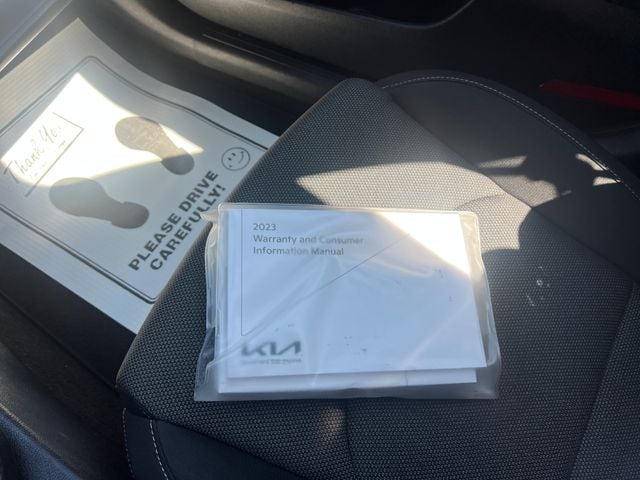 Thank You
PLEASE DRIVE
CAREFULLY!
2023
Warranty and Consumer
Information Manual
KIA